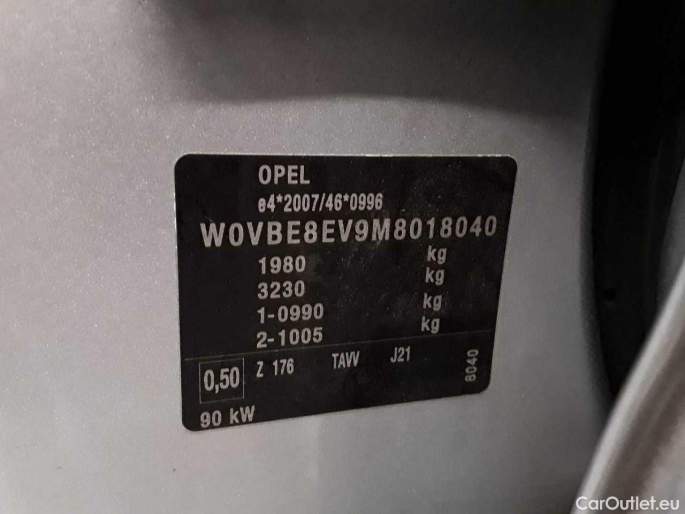 OPEL
e4*2007/46*0996
W0VBE8EV9M8018040
1980 kg
3230 kg
1-0990 kg
2-1005 kg
0,50 Z 176 TAVV J21 8040
90 kW
CarOutlet.eu